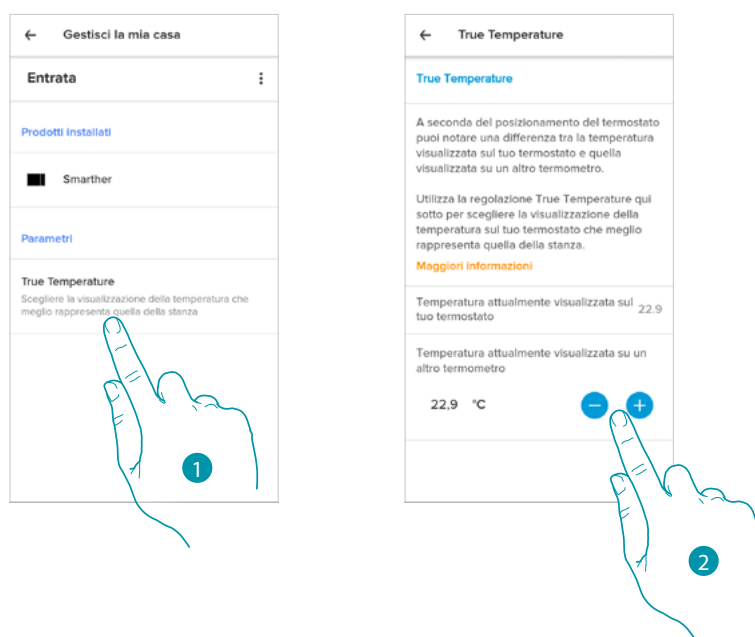 ← Gestisci la mia casa
Entrata
Prodotti installati
Smarther
Parametri
True Temperature
Scegliere la visualizzazione della temperatura che
meglio rappresenta quella della stanza
1
← True Temperature
True Temperature
A seconda del posizionamento del termostato
puoi notare una differenza tra la temperatura
visualizzata sul tuo termostato e quella
visualizzata su un altro termometro.
Utilizza la regolazione True Temperature qui
sotto per scegliere la visualizzazione della
temperatura sul tuo termostato che meglio
rappresenta quella della stanza.
Maggiori informazioni
Temperatura attualmente visualizzata sul
tuo termostato
22.9
Temperatura attualmente visualizzata su un
altro termometro
22,9 °C − +
2